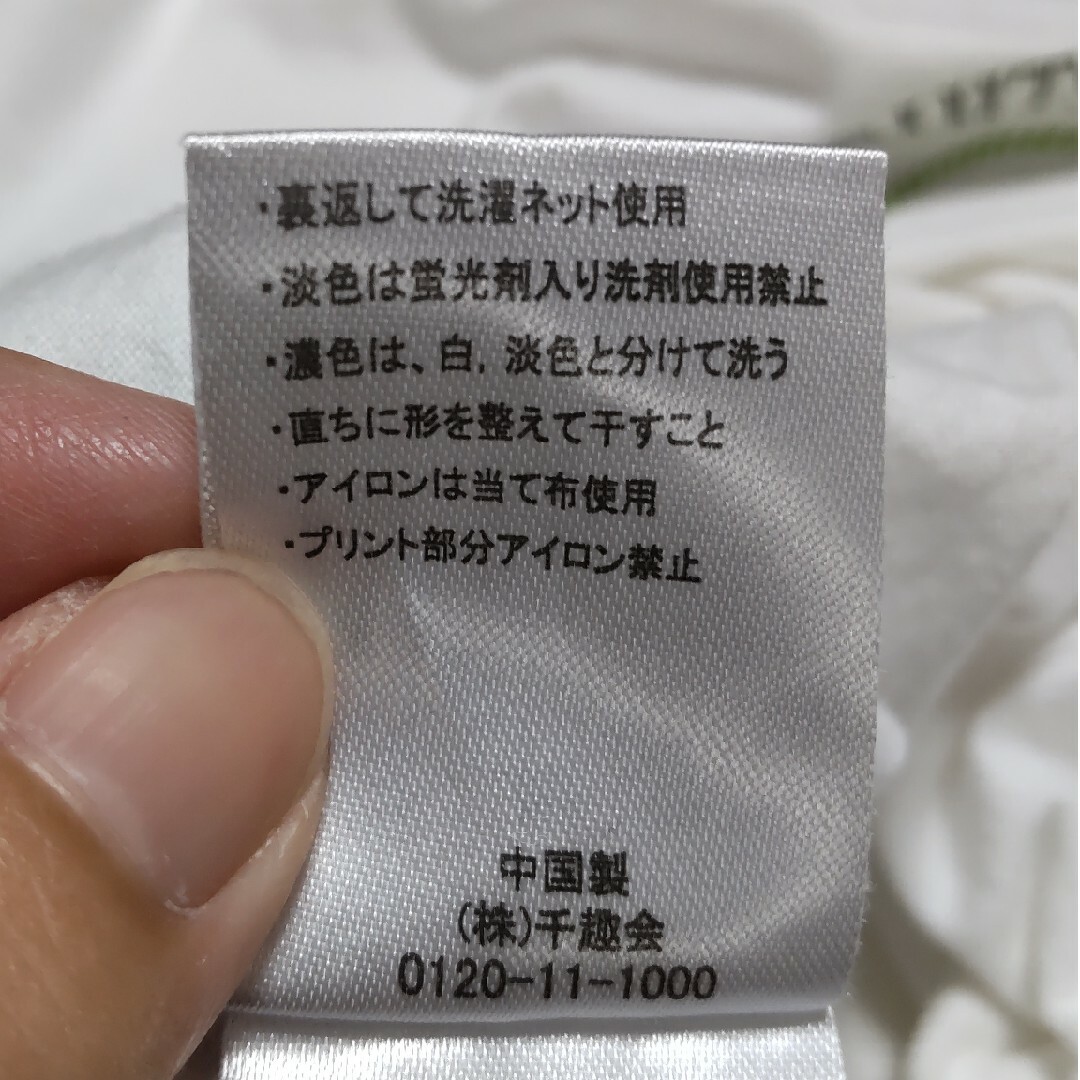 ・裏返して洗濯ネット使用
・淡色は蛍光剤入り洗剤使用禁止
・濃色は、白,淡色と分けて洗う
・直ちに形を整えて干すこと
・アイロンは当て布使用
・プリント部分アイロン禁止
中国製
(株)千趣会
0120-11-1000